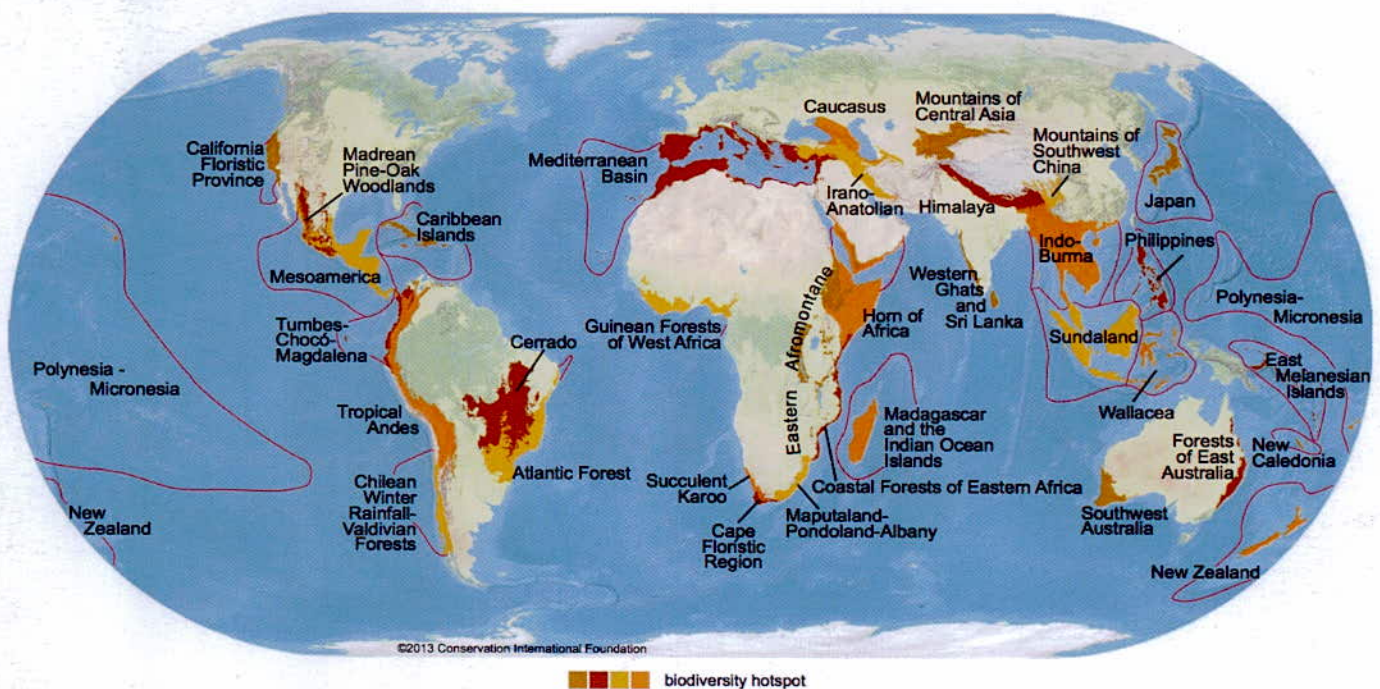 California
Floristic
Province
Madrean
Pine-Oak
Woodlands
Caribbean
Islands
Mesoamerica
Tumbes-
Chocó-
Magdalena
Cerrado
Polynesia -
Micronesia
Tropical
Andes
Atlantic Forest
Chilean
Winter
Rainfall-
Valdivian
Forests
New
Zealand
Mediterranean
Basin
Caucasus
Mountains of
Central Asia
Mountains of
Southwest
China
Irano-
Anatolian
Himalaya
Japan
Indo-
Burma
Philippines
Western
Ghats
and
Sri Lanka
Guinean Forests
of West Africa
Eastern Afromontane
Horn of
Africa
Sundaland
Polynesia-
Micronesia
East
Melanesian
Islands
Wallacea
Madagascar
and the
Indian Ocean
Islands
Forests
of East
Australia
New
Caledonia
Succulent
Karoo
Coastal Forests of Eastern Africa
Cape
Floristic
Region
Maputaland-
Pondoland-Albany
Southwest
Australia
New Zealand
©2013 Conservation International Foundation
biodiversity hotspot